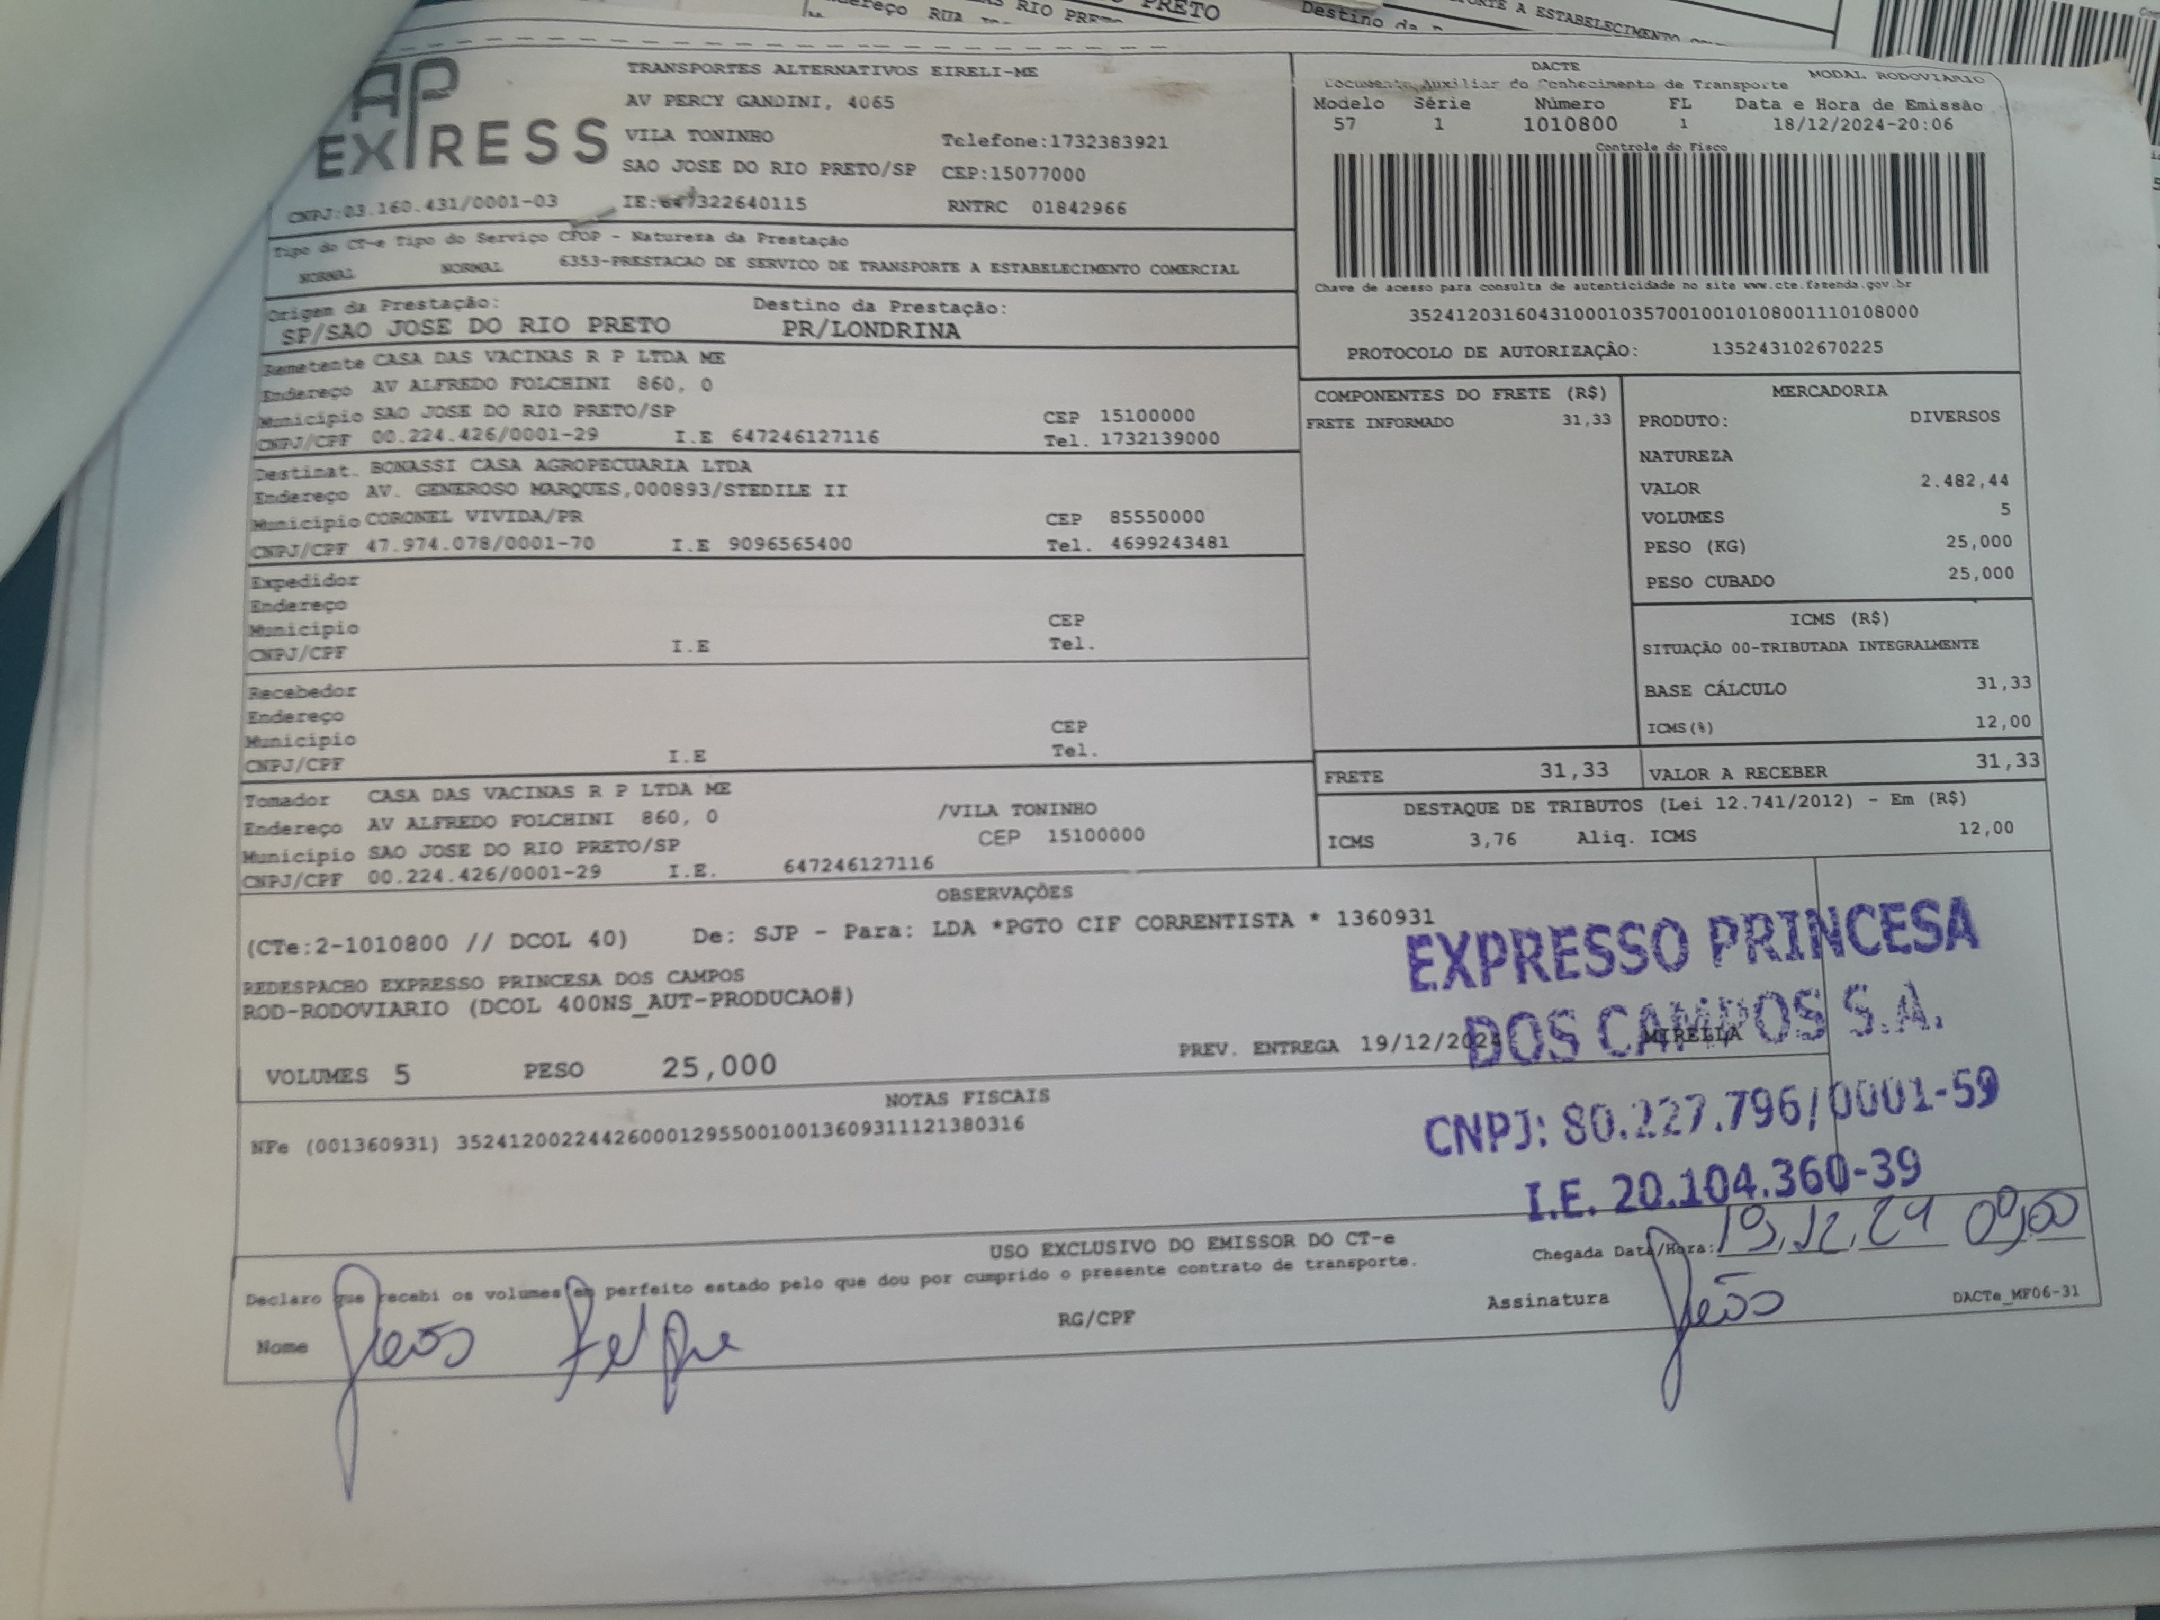 RIO PRETO
Destino da
TE A ESTABELECIMENTO
AP
EXPRESS
TRANSPORTES ALTERNATIVOS EIRELI-ME
AV PERCY GANDINI, 4065
VILA TONINHO Telefone:1732383921
SAO JOSE DO RIO PRETO/SP CEP:15077000
CNPJ:03.160.431/0001-03 IE:647322640115 RNTRC 01842966
DACTE
Documento Auxiliar do Conhecimento de Transporte MODAL RODOVIARIO
Modelo Série Número FL Data e Hora de Emissão
57 1 1010800 1 18/12/2024-20:06
Controle do Fisco
Chave de acesso para consulta de autenticidade no site www.cte.fazenda.gov.br
35241203160431000103570010010108001110108000
PROTOCOLO DE AUTORIZAÇÃO: 135243102670225
Tipo do CT-e Tipo do Serviço CFOP - Natureza da Prestação
NORMAL NORMAL 6353-PRESTACAO DE SERVICO DE TRANSPORTE A ESTABELECIMENTO COMERCIAL
Origem da Prestação: Destino da Prestação:
SP/SAO JOSE DO RIO PRETO PR/LONDRINA
Remetente CASA DAS VACINAS R P LTDA ME
Endereço AV ALFREDO FOLCHINI 860, 0
Município SAO JOSE DO RIO PRETO/SP CEP 15100000
CNPJ/CPF 00.224.426/0001-29 I.E 647246127116 Tel. 1732139000
Destinat. BONASSI CASA AGROPECUARIA LTDA
Endereço AV. GENEROSO MARQUES,000893/STEDILE II
Município CORONEL VIVIDA/PR CEP 85550000
CNPJ/CPF 47.974.078/0001-70 I.E 9096565400 Tel. 4699243481
Expedidor
Endereço
Município CEP
CNPJ/CPF I.E Tel.
Recebedor
Endereço
Município CEP
CNPJ/CPF I.E Tel.
Tomador CASA DAS VACINAS R P LTDA ME
Endereço AV ALFREDO FOLCHINI 860, 0 /VILA TONINHO
Município SAO JOSE DO RIO PRETO/SP CEP 15100000
CNPJ/CPF 00.224.426/0001-29 I.E. 647246127116
COMPONENTES DO FRETE (R$)
FRETE INFORMADO 31,33
MERCADORIA
PRODUTO: DIVERSOS
NATUREZA
VALOR 2.482,44
VOLUMES 5
PESO (KG) 25,000
PESO CUBADO 25,000
ICMS (R$)
SITUAÇÃO 00-TRIBUTADA INTEGRALMENTE
BASE CÁLCULO 31,33
ICMS(%) 12,00
FRETE 31,33 VALOR A RECEBER 31,33
DESTAQUE DE TRIBUTOS (Lei 12.741/2012) - Em (R$)
ICMS 3,76 Aliq. ICMS 12,00
OBSERVAÇÕES
(CTe:2-1010800 // DCOL 40) De: SJP - Para: LDA *PGTO CIF CORRENTISTA * 1360931
REDESPACHO EXPRESSO PRINCESA DOS CAMPOS
ROD-RODOVIARIO (DCOL 400NS_AUT-PRODUCAO#)
PREV. ENTREGA 19/12/2024 MIRELLA
VOLUMES 5 PESO 25,000
EXPRESSO PRINCESA
DOS CAMPOS S.A.
CNPJ: 80.227.796/0001-59
I.E. 20.104.360-39
NOTAS FISCAIS
NFe (001360931) 35241200224426000129550010013609311121380316
USO EXCLUSIVO DO EMISSOR DO CT-e
Chegada Data/Hora: 19,12,24 09,00
Declaro que recebi os volumes em perfeito estado pelo que dou por cumprido o presente contrato de transporte.
Nome João Felipe RG/CPF Assinatura João
DACTe_MF06-31